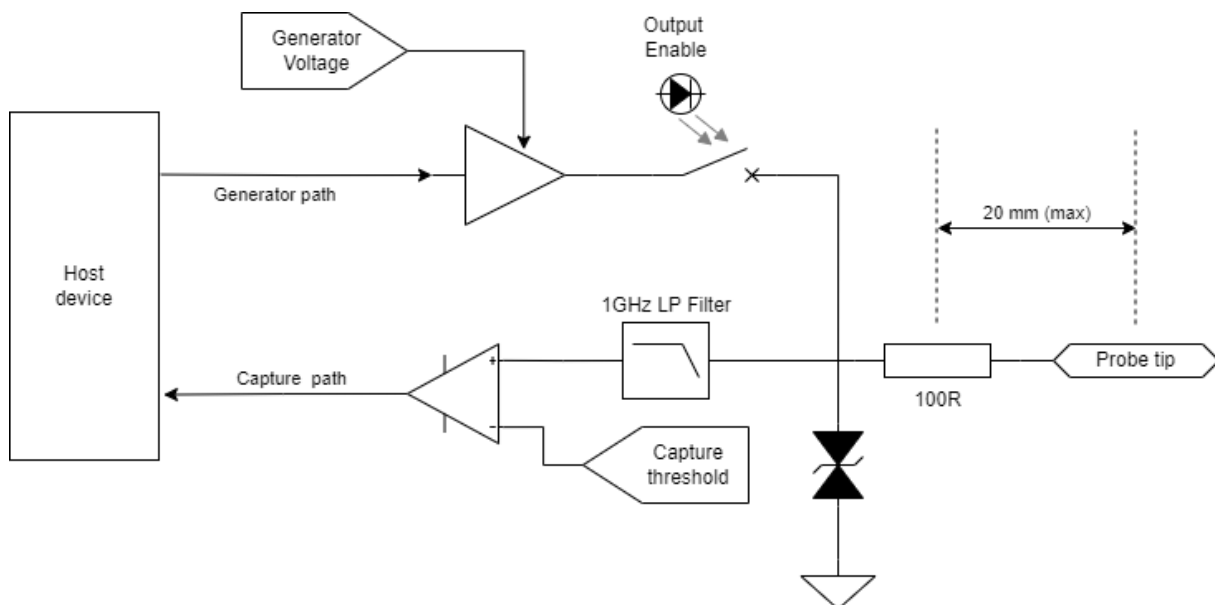 Generator
Voltage
Output
Enable
Generator path
20 mm (max)
Host
device
1GHz LP Filter
+
Probe tip
Capture path
100R
-
Capture
threshold